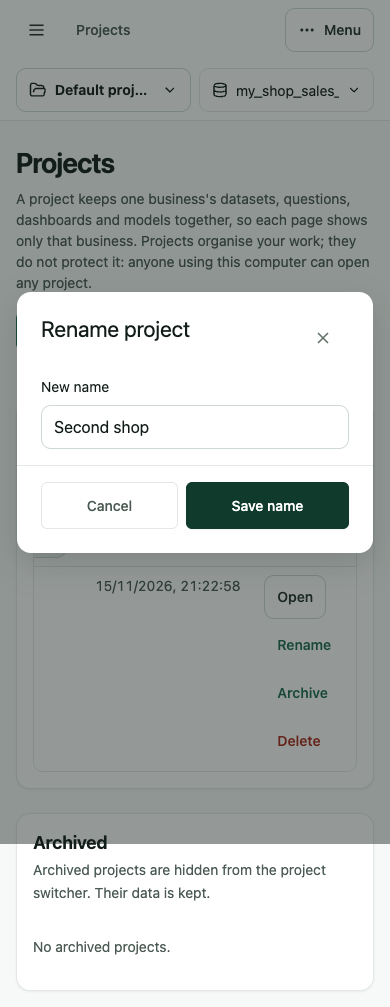 Projects
Menu
Default proj...
my_shop_sales_
Projects
A project keeps one business's datasets, questions,
dashboards and models together, so each page shows
only that business. Projects organise your work; they
do not protect it: anyone using this computer can open
any project.
Rename project
New name
Second shop
Cancel
Save name
15/11/2026, 21:22:58
Open
Rename
Archive
Delete
Archived
Archived projects are hidden from the project
switcher. Their data is kept.
No archived projects.